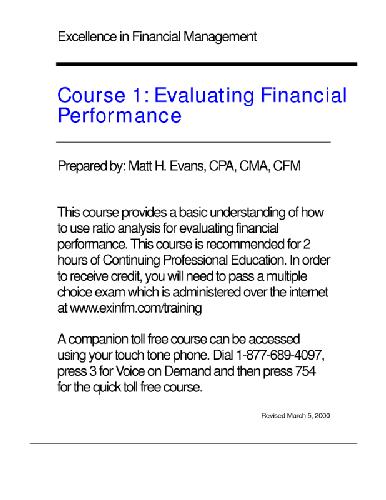 Excellence in Financial Management
Course 1: Evaluating Financial
Performance
Prepared by: Matt H. Evans, CPA, CMA, CFM
This course provides a basic understanding of how
to use ratio analysis for evaluating financial
performance. This course is recommended for 2
hours of Continuing Professional Education. In order
to receive credit, you will need to pass a multiple
choice exam which is administered over the internet
at www.exinfm.com/training
A companion toll free course can be accessed
using your touch tone phone. Dial 1-877-689-4097,
press 3 for Voice on Demand and then press 754
for the quick toll free course.
Revised March 5, 2000